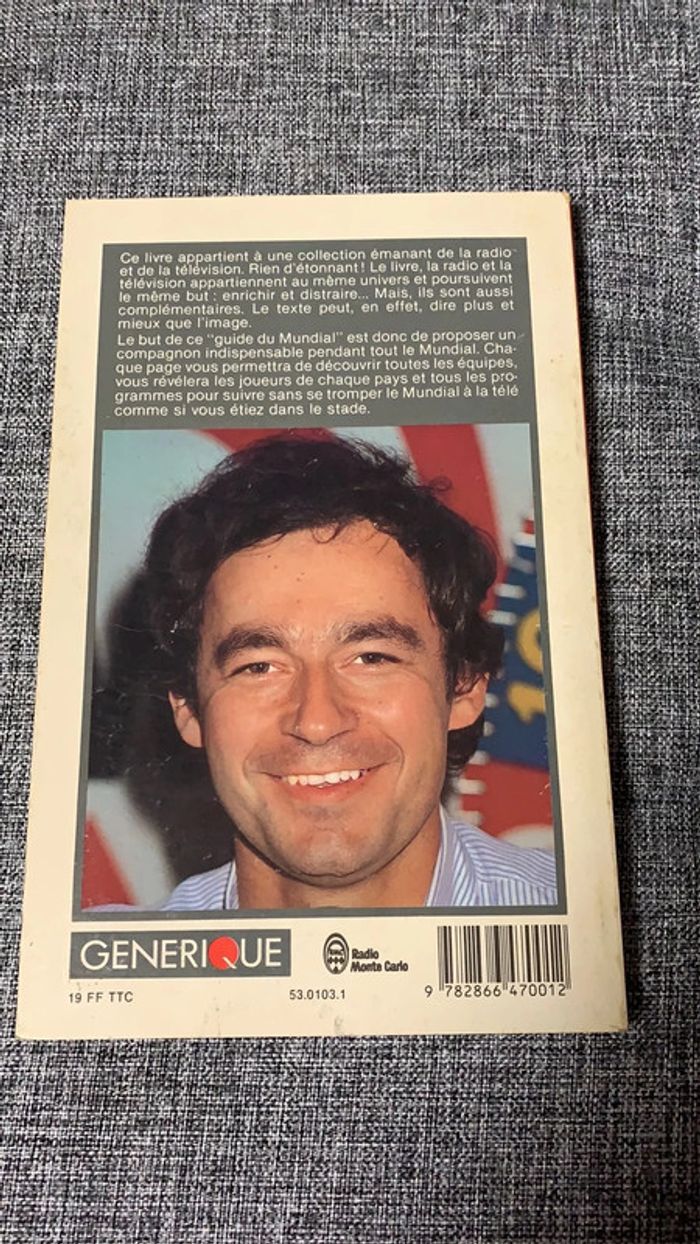 Ce livre appartient à une collection émanant de la radio
et de la télévision. Rien d'étonnant! Le livre, la radio et la
télévision appartiennent au même univers et poursuivent
le même but : enrichir et distraire... Mais, ils sont aussi
complémentaires. Le texte peut, en effet, dire plus et
mieux que l'image.
Le but de ce "guide du Mundial" est donc de proposer un
compagnon indispensable pendant tout le Mundial. Cha-
que page vous permettra de découvrir toutes les équipes,
vous révélera les joueurs de chaque pays et tous les pro-
grammes pour suivre sans se tromper le Mundial à la télé
comme si vous étiez dans le stade.
GENERIQUE
Radio
Monte Carlo
19 FF TTC
53.0103.1
9 782866 470012